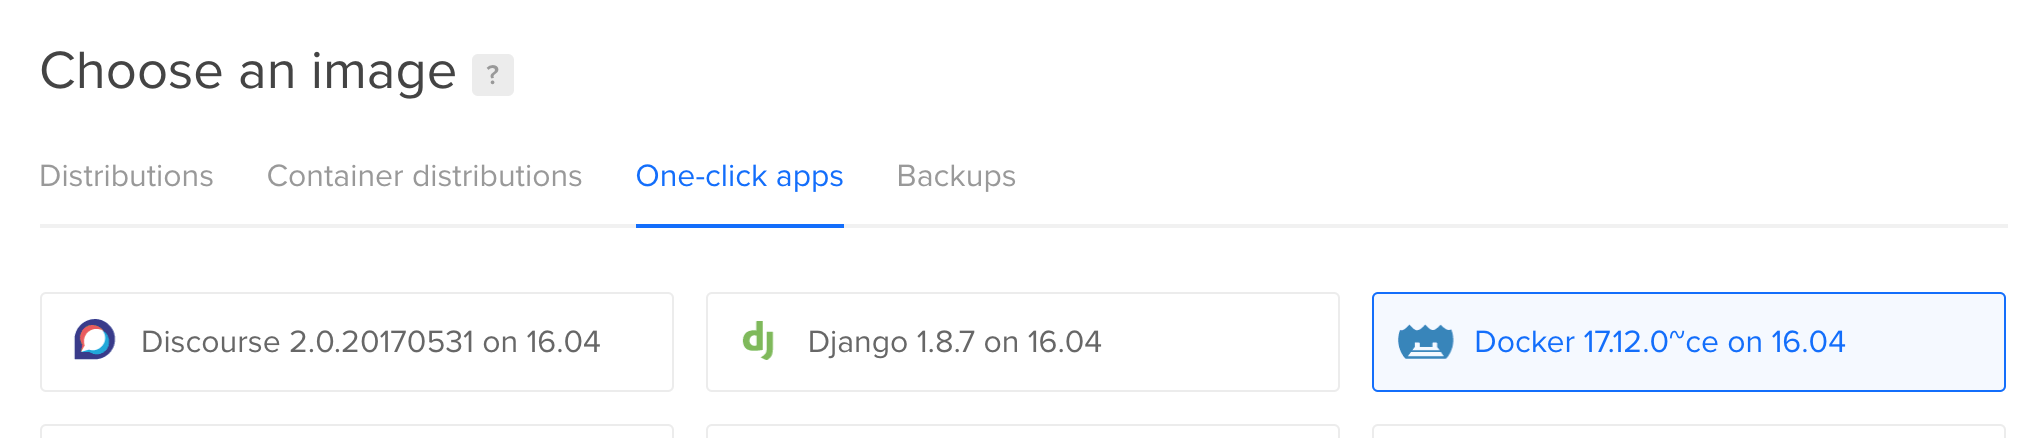 Choose an image ?
Distributions Container distributions One-click apps Backups
Discourse 2.0.20170531 on 16.04 Django 1.8.7 on 16.04 Docker 17.12.0~ce on 16.04